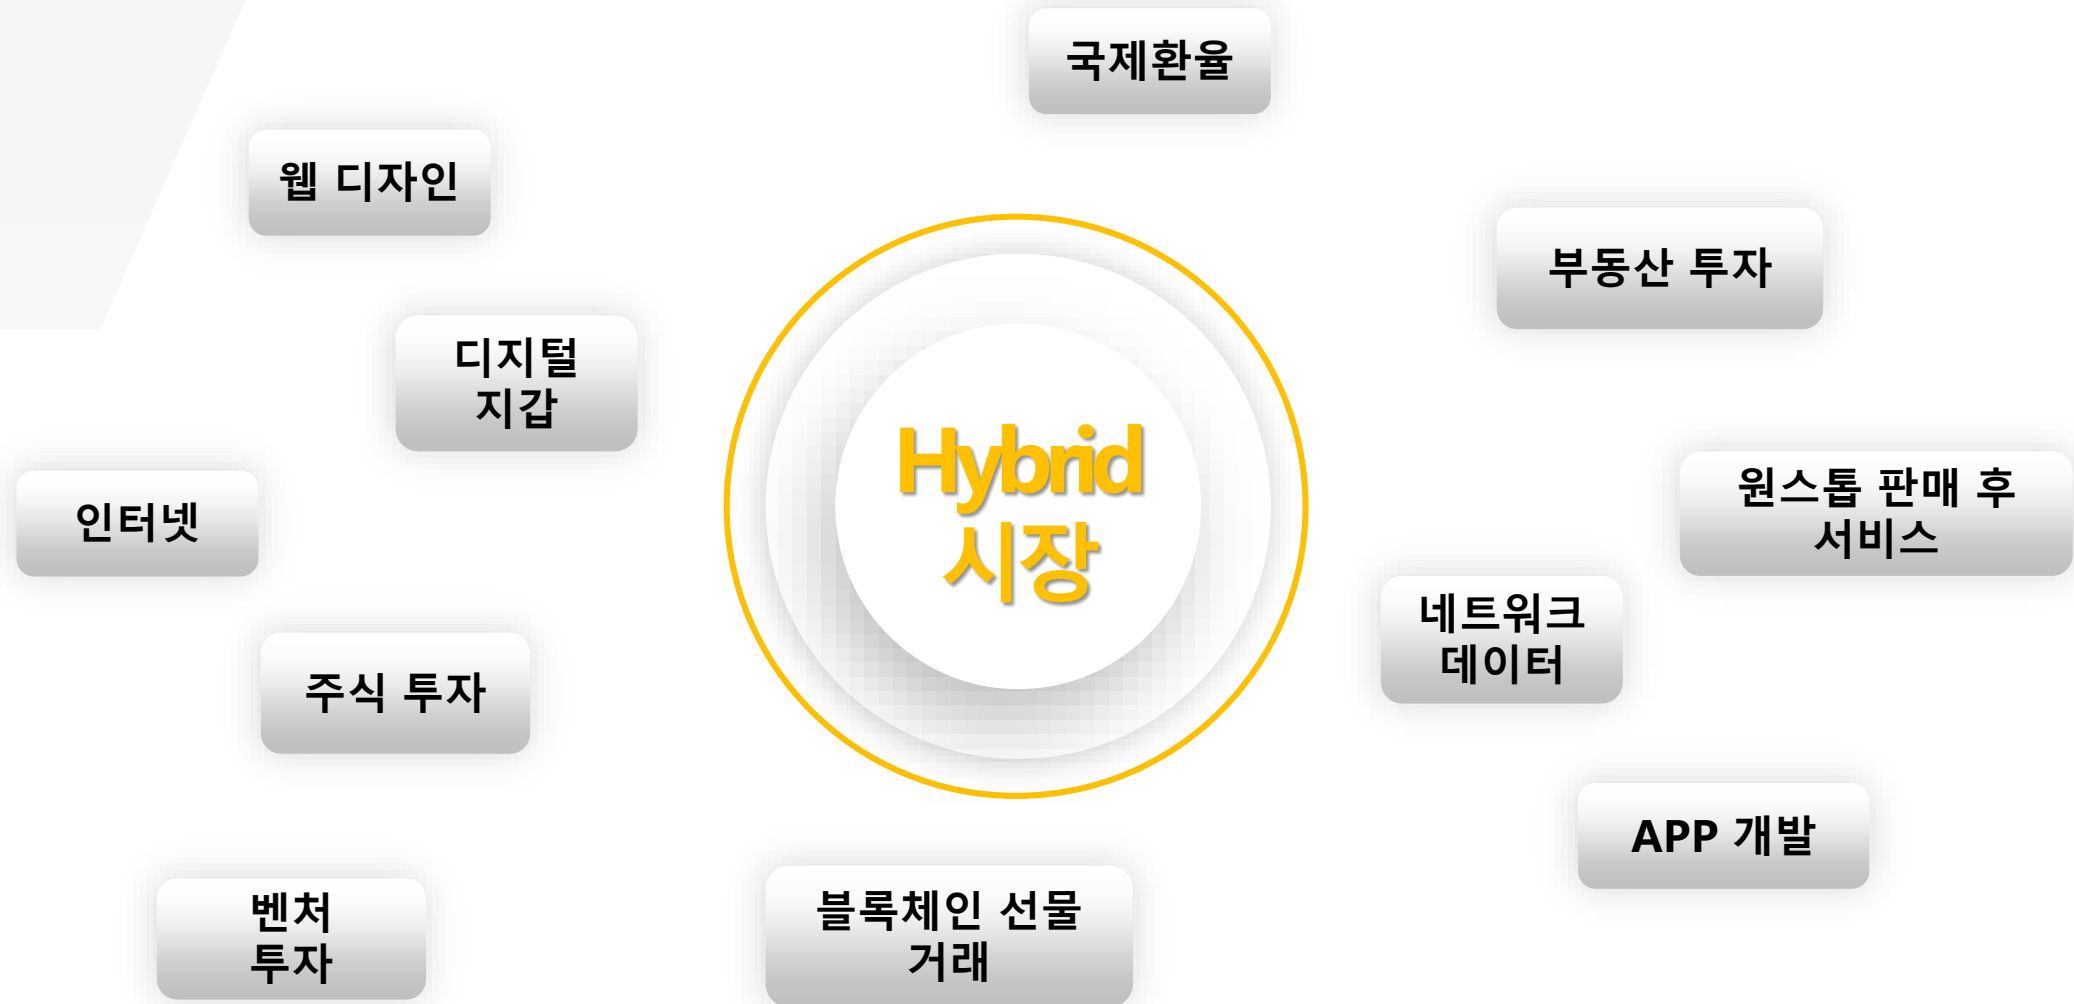 국제환율
웹 디자인
부동산 투자
디지털
지갑
Hybrid
시장
인터넷
원스톱 판매 후
서비스
네트워크
데이터
주식 투자
APP 개발
벤처
투자
블록체인 선물
거래